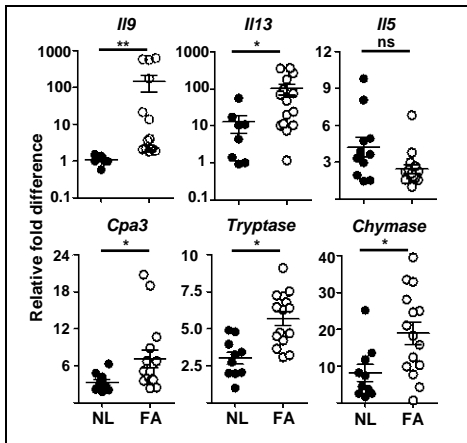 Il9 Il13 Il5
** * ns
1000 1000 12
100 100 9
10 10 6
1 1 3
0.1 0.1
Relative fold difference
Cpa3 Tryptase Chymase
* * *
24 10 40
18 7.5 30
12 5.0 20
6 2.5 10
0
NL FA NL FA NL FA